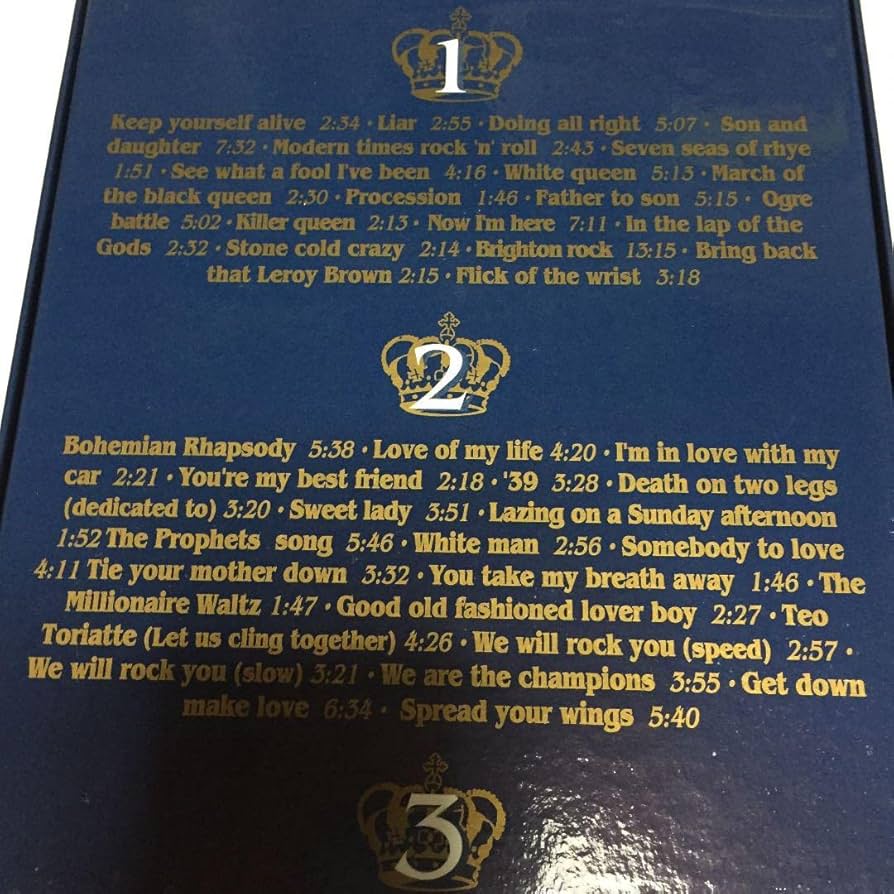 1
Keep yourself alive 2:34 · Liar 2:55 · Doing all right 5:07 · Son and
daughter 7:32 · Modern times rock 'n' roll 2:43 · Seven seas of rhye
1:51 · See what a fool I've been 4:16 · White queen 5:13 · March of
the black queen 2:30 · Procession 1:46 · Father to son 5:15 · Ogre
battle 5:02 · Killer queen 2:13 · Now I'm here 7:11 · In the lap of the
Gods 2:32 · Stone cold crazy 2:14 · Brighton rock 13:15 · Bring back
that Leroy Brown 2:15 · Flick of the wrist 3:18
2
Bohemian Rhapsody 5:38 · Love of my life 4:20 · I'm in love with my
car 2:21 · You're my best friend 2:18 · '39 3:28 · Death on two legs
(dedicated to) 3:20 · Sweet lady 3:51 · Lazing on a Sunday afternoon
1:52 The Prophets song 5:46 · White man 2:56 · Somebody to love
4:11 Tie your mother down 3:32 · You take my breath away 1:46 · The
Millionaire Waltz 1:47 · Good old fashioned lover boy 2:27 · Teo
Toriatte (Let us cling together) 4:26 · We will rock you (speed) 2:57 ·
We will rock you (slow) 3:21 · We are the champions 3:55 · Get down
make love 6:34 · Spread your wings 5:40
3